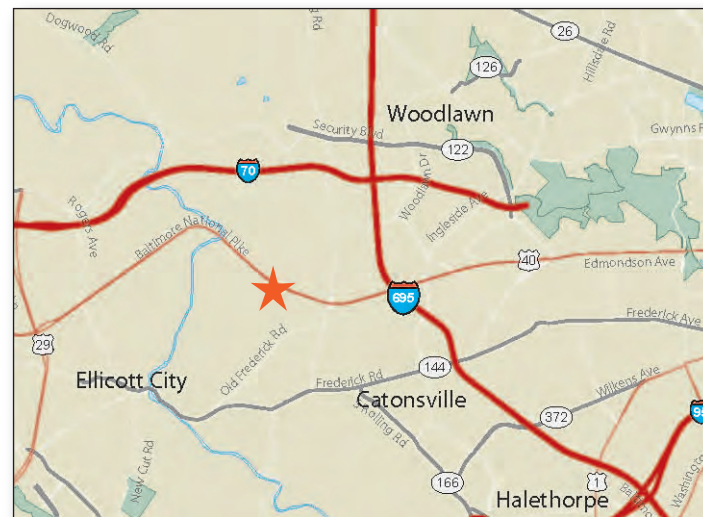 Dogwood Rd
26
Hillsdale Rd
126
Woodlawn
Security Blvd
122
Gwynns
70
Woodlawn Dr
Ingleside Ave
Rogers Ave
Baltimore National Pike
40
Edmondson Ave
695
Frederick Ave
29
Old Frederick Rd
144
Ellicott City
Frederick Rd
Wilkens Ave
Catonsville
Rolling Rd
372
95
New Cut Rd
166
1
Halethorpe